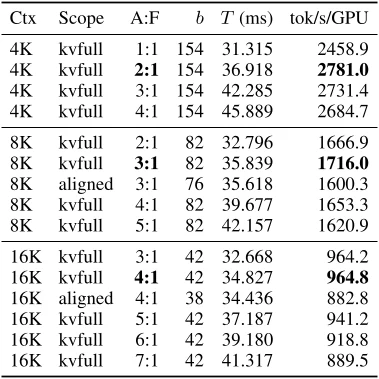 Ctx Scope A:F b T (ms) tok/s/GPU
4K kvfull 1:1 154 31.315 2458.9
4K kvfull 2:1 154 36.918 2781.0
4K kvfull 3:1 154 42.285 2731.4
4K kvfull 4:1 154 45.889 2684.7
8K kvfull 2:1 82 32.796 1666.9
8K kvfull 3:1 82 35.839 1716.0
8K aligned 3:1 76 35.618 1600.3
8K kvfull 4:1 82 39.677 1653.3
8K kvfull 5:1 82 42.157 1620.9
16K kvfull 3:1 42 32.668 964.2
16K kvfull 4:1 42 34.827 964.8
16K aligned 4:1 38 34.436 882.8
16K kvfull 5:1 42 37.187 941.2
16K kvfull 6:1 42 39.180 918.8
16K kvfull 7:1 42 41.317 889.5